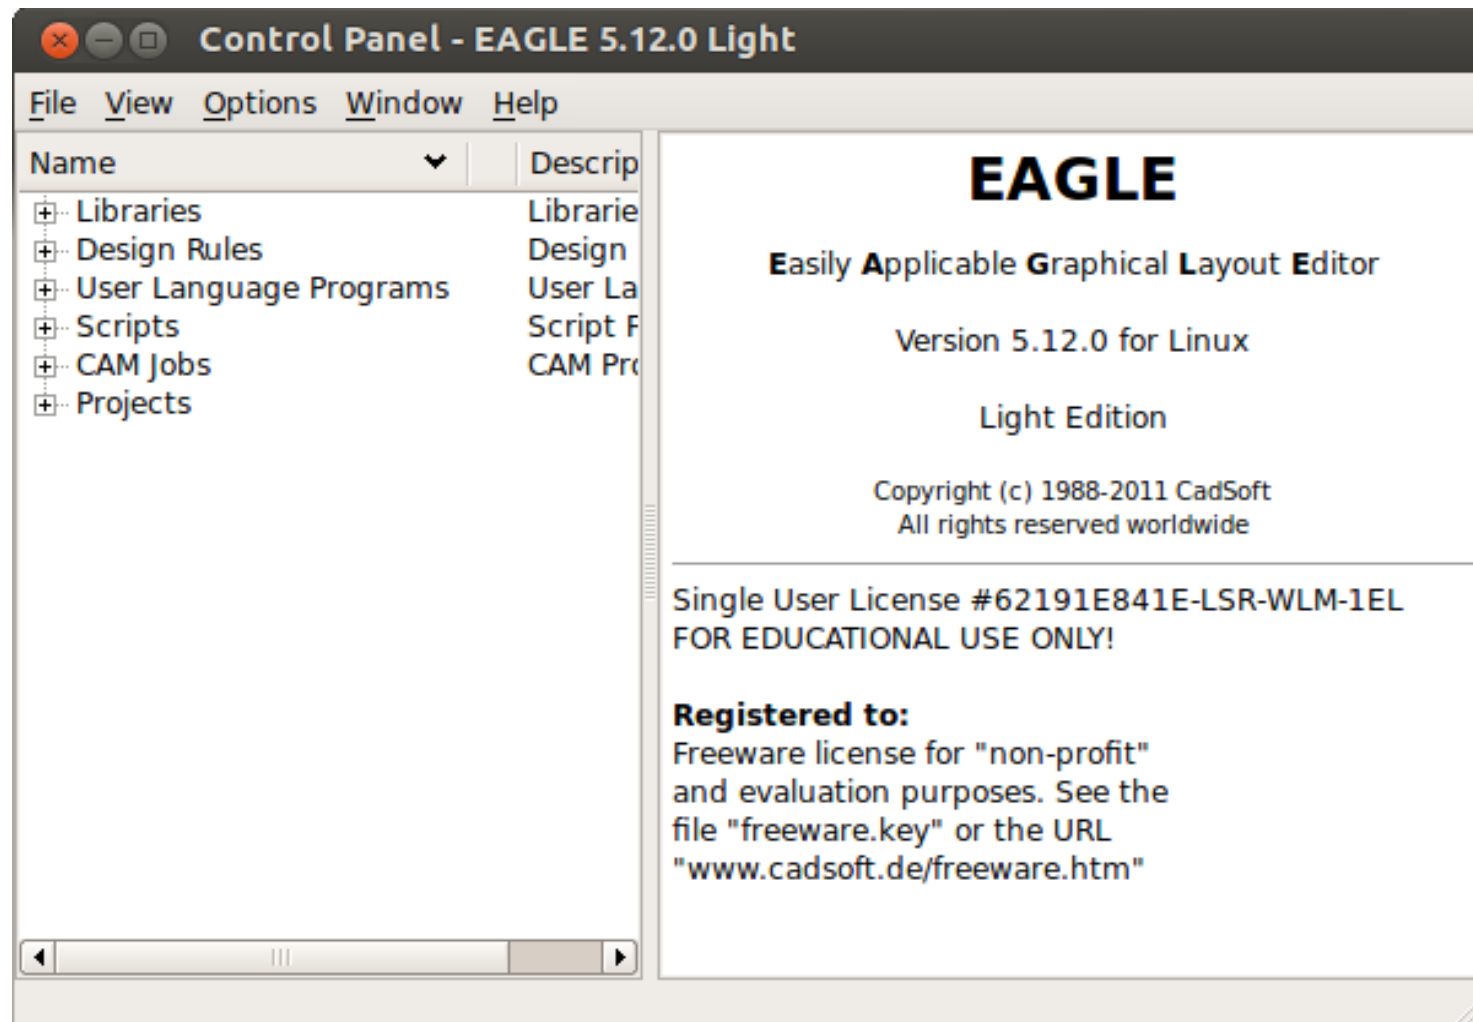 Control Panel - EAGLE 5.12.0 Light
File View Options Window Help
Name Descrip
Libraries Librarie
Design Rules Design
User Language Programs User La
Scripts Script F
CAM Jobs CAM Pro
Projects
EAGLE
Easily Applicable Graphical Layout Editor
Version 5.12.0 for Linux
Light Edition
Copyright (c) 1988-2011 CadSoft
All rights reserved worldwide
Single User License #62191E841E-LSR-WLM-1EL
FOR EDUCATIONAL USE ONLY!
Registered to:
Freeware license for "non-profit"
and evaluation purposes. See the
file "freeware.key" or the URL
"www.cadsoft.de/freeware.htm"